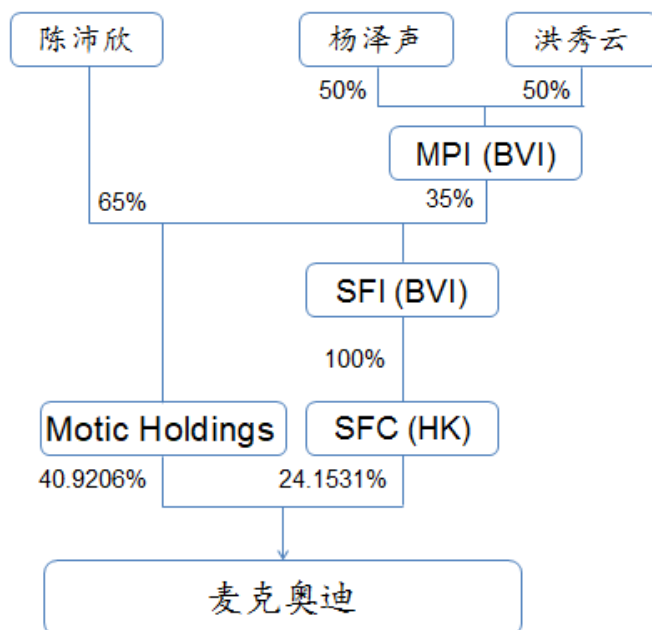 陈沛欣
杨泽声
洪秀云
50%
50%
MPI (BVI)
65%
35%
SFI (BVI)
100%
Motic Holdings
SFC (HK)
40.9206%
24.1531%
麦克奥迪